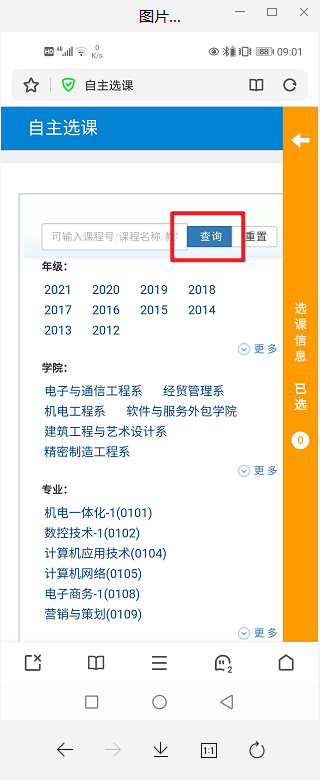 图片...
HD 4G 0 K/s 09:01
自主选课
自主选课
可输入课程号/课程名称/教 查询 重置
年级：
2021 2020 2019 2018
2017 2016 2015 2014
2013 2012
更多
学院：
电子与通信工程系 经贸管理系
机电工程系 软件与服务外包学院
建筑工程与艺术设计系
精密制造工程系
更多
专业：
机电一体化-1(0101)
数控技术-1(0102)
计算机应用技术(0104)
计算机网络(0105)
电子商务-1(0108)
营销与策划(0109)
更多
选课信息
已选
0
2
1:1